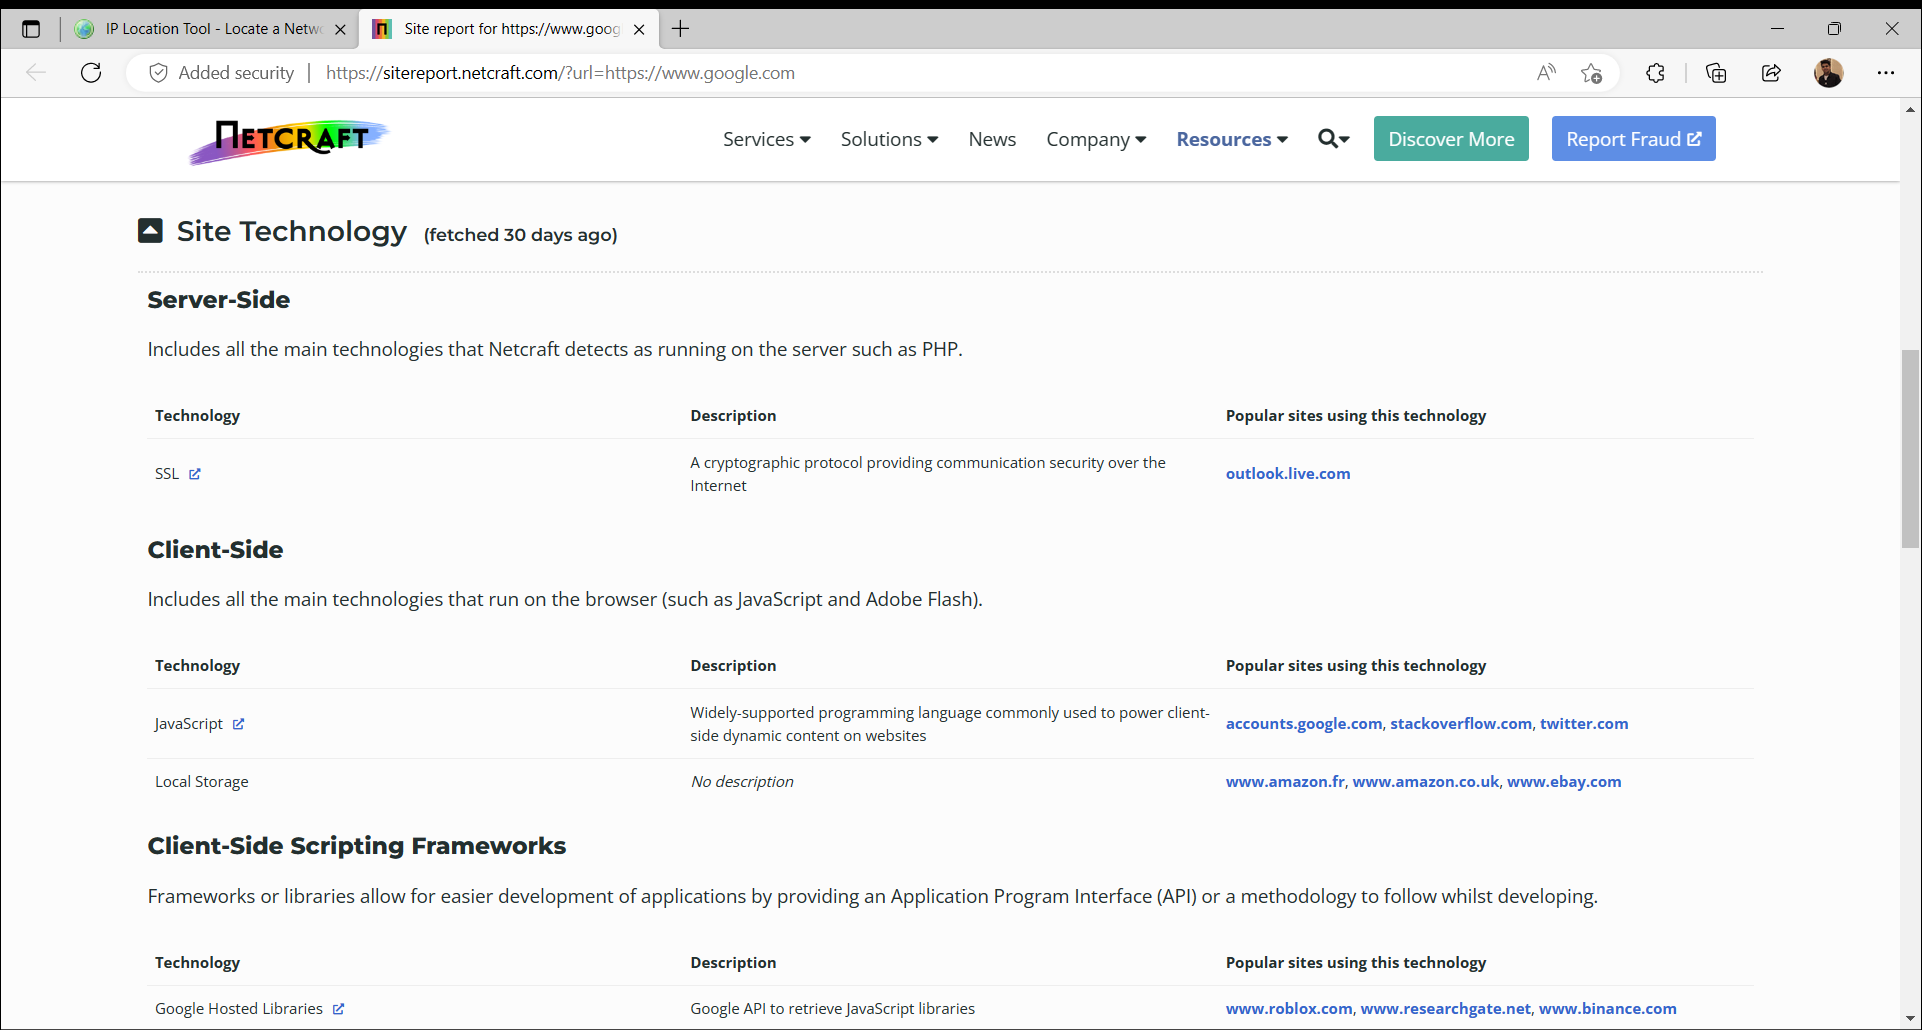 IP Location Tool - Locate a Netwo
Site report for https://www.goog
Added security
https://sitereport.netcraft.com/?url=https://www.google.com
NETCRAFT
Services
Solutions
News
Company
Resources
Discover More
Report Fraud
Site Technology (fetched 30 days ago)
Server-Side
Includes all the main technologies that Netcraft detects as running on the server such as PHP.
Technology Description Popular sites using this technology
SSL A cryptographic protocol providing communication security over the outlook.live.com
Internet
Client-Side
Includes all the main technologies that run on the browser (such as JavaScript and Adobe Flash).
Technology Description Popular sites using this technology
JavaScript Widely-supported programming language commonly used to power client- accounts.google.com, stackoverflow.com, twitter.com
side dynamic content on websites
Local Storage No description www.amazon.fr, www.amazon.co.uk, www.ebay.com
Client-Side Scripting Frameworks
Frameworks or libraries allow for easier development of applications by providing an Application Program Interface (API) or a methodology to follow whilst developing.
Technology Description Popular sites using this technology
Google Hosted Libraries Google API to retrieve JavaScript libraries www.roblox.com, www.researchgate.net, www.binance.com